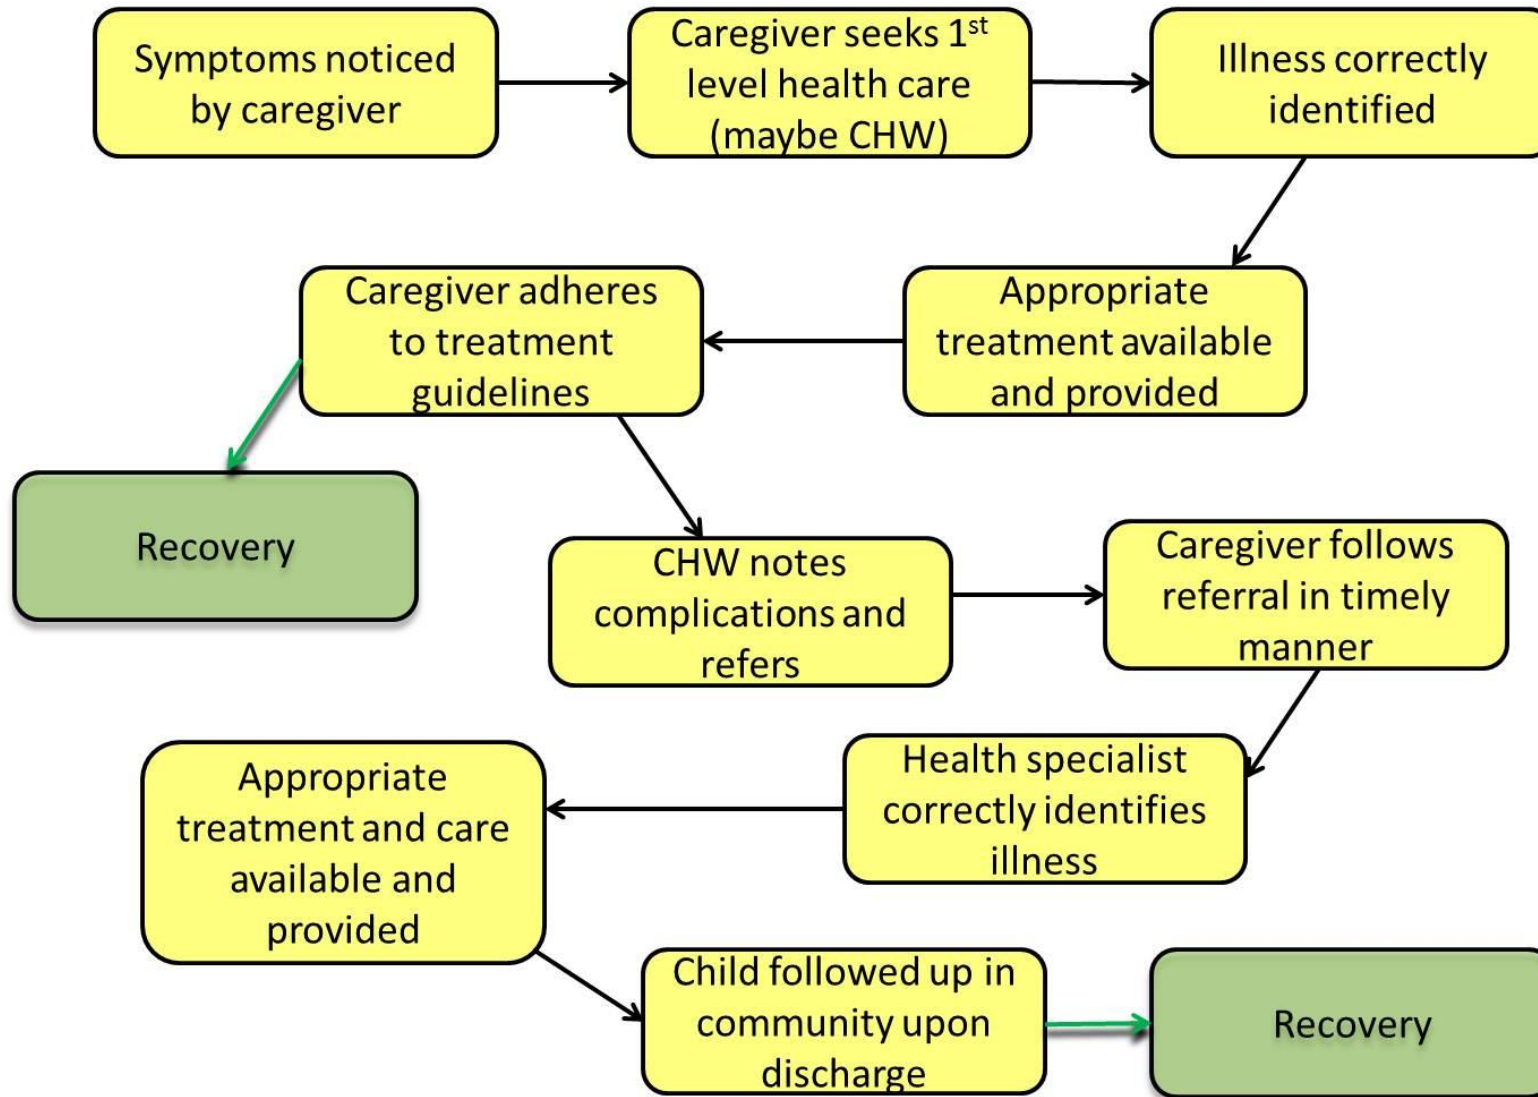 Symptoms noticed
by caregiver
Caregiver seeks 1st
level health care
(maybe CHW)
Illness correctly
identified
Appropriate
treatment available
and provided
Caregiver adheres
to treatment
guidelines
Recovery
CHW notes
complications and
refers
Caregiver follows
referral in timely
manner
Health specialist
correctly identifies
illness
Appropriate
treatment and care
available and
provided
Child followed up in
community upon
discharge
Recovery